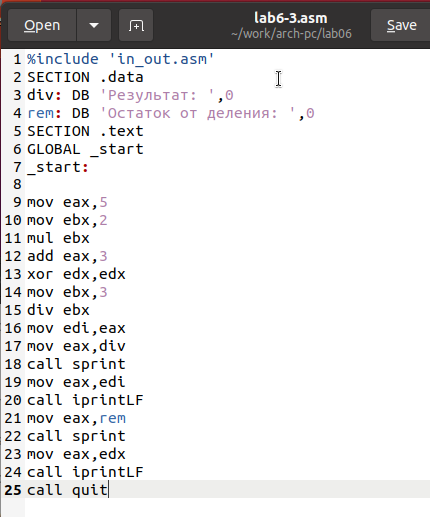 Open
lab6-3.asm
~/work/arch-pc/lab06
Save
1 %include 'in_out.asm'
2 SECTION .data
3 div: DB 'Результат: ',0
4 rem: DB 'Остаток от деления: ',0
5 SECTION .text
6 GLOBAL _start
7 _start:
8
9 mov eax,5
10 mov ebx,2
11 mul ebx
12 add eax,3
13 xor edx,edx
14 mov ebx,3
15 div ebx
16 mov edi,eax
17 mov eax,div
18 call sprint
19 mov eax,edi
20 call iprintLF
21 mov eax,rem
22 call sprint
23 mov eax,edx
24 call iprintLF
25 call quit